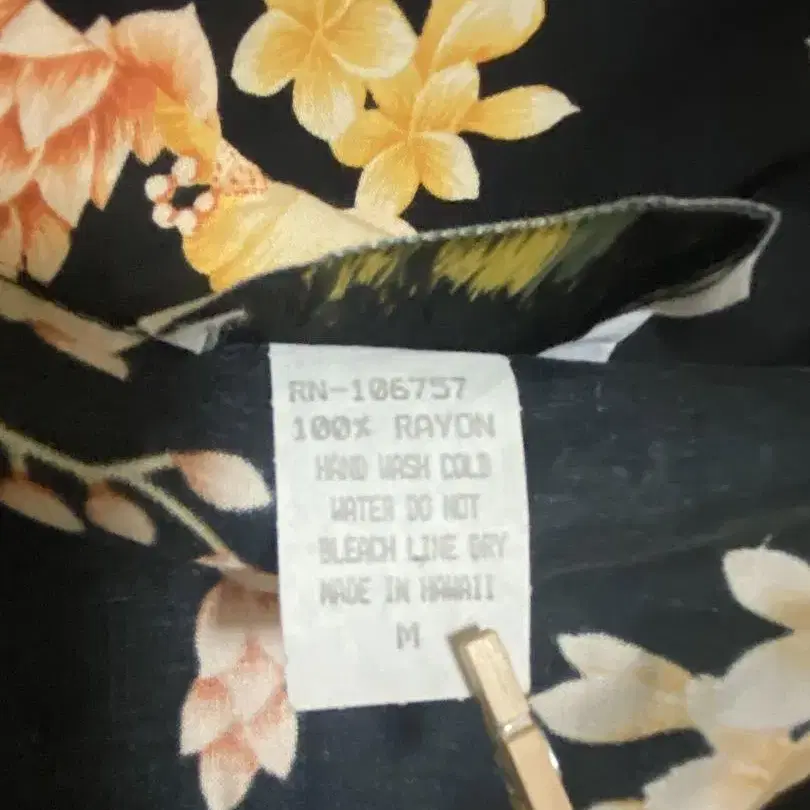 RN-106757
100% RAYON
HAND WASH COLD
WATER DO NOT
BLEACH LINE DRY
MADE IN HAWAII
M